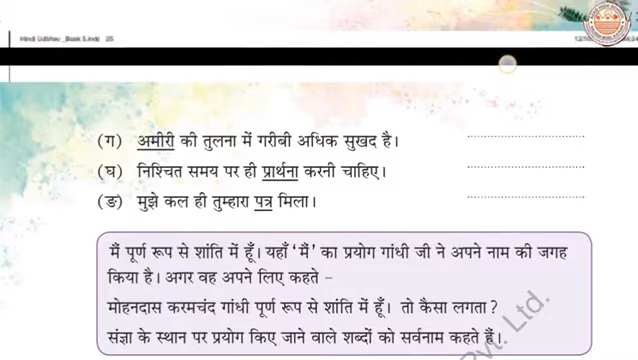 Hindi Udbhav _Book 5.indd 25
(ग) अमीरी की तुलना में गरीबी अधिक सुखद है। ........................................
(घ) निश्चित समय पर ही प्रार्थना करनी चाहिए। ........................................
(ङ) मुझे कल ही तुम्हारा पत्र मिला। ........................................
मैं पूर्ण रूप से शांति में हूँ। यहाँ ‘मैं’ का प्रयोग गांधी जी ने अपने नाम की जगह
किया है। अगर वह अपने लिए कहते –
मोहनदास करमचंद गांधी पूर्ण रूप से शांति में हूँ। तो कैसा लगता?
संज्ञा के स्थान पर प्रयोग किए जाने वाले शब्दों को सर्वनाम कहते हैं।
Pvt. Ltd.